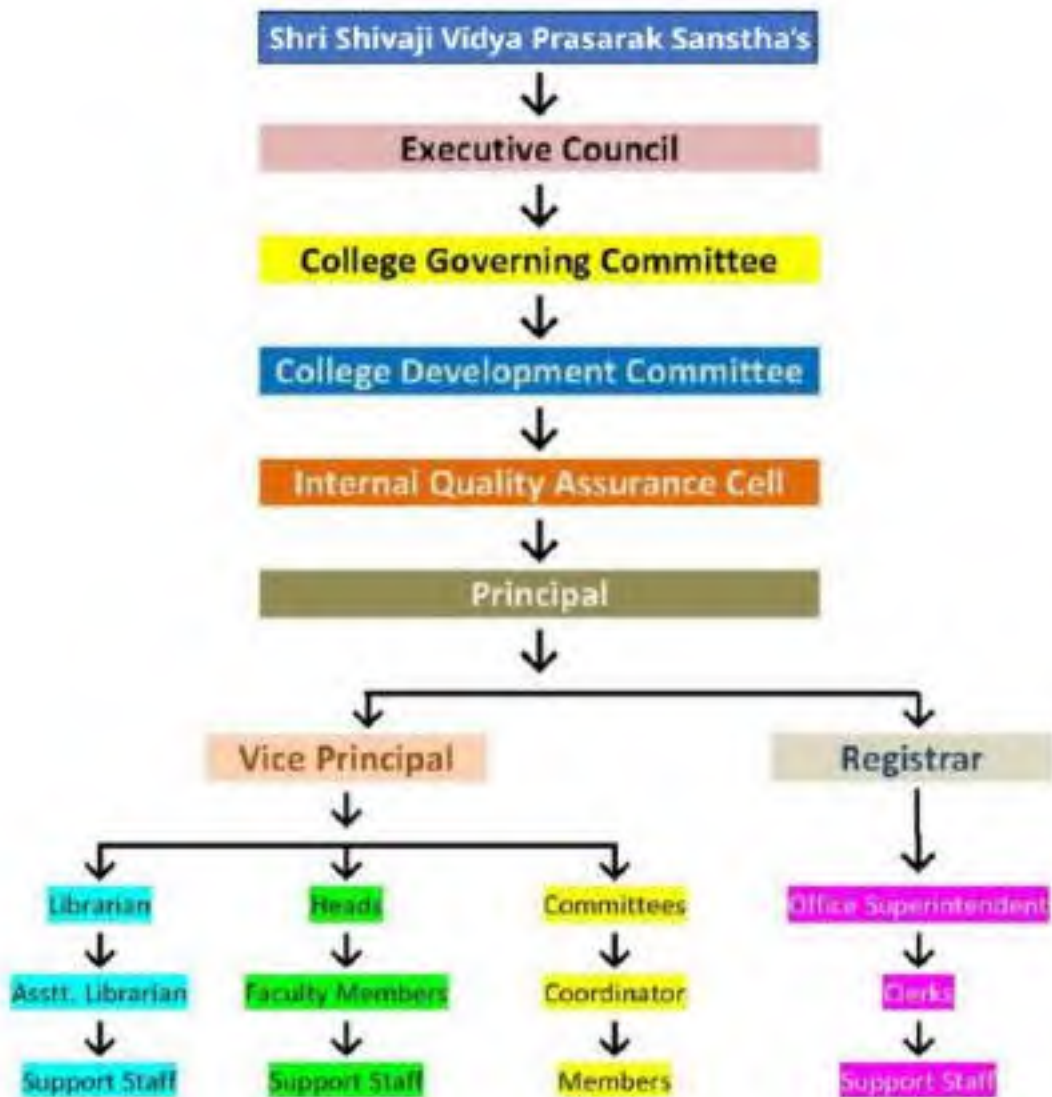 Shri Shivaji Vidya Prasarak Sanstha's
Executive Council
College Governing Committee
College Development Committee
Internal Quality Assurance Cell
Principal
Vice Principal
Registrar
Librarian
Heads
Committees
Office Superintendent
Asstt. Librarian
Faculty Members
Coordinator
Clerks
Support Staff
Support Staff
Members
Support Staff